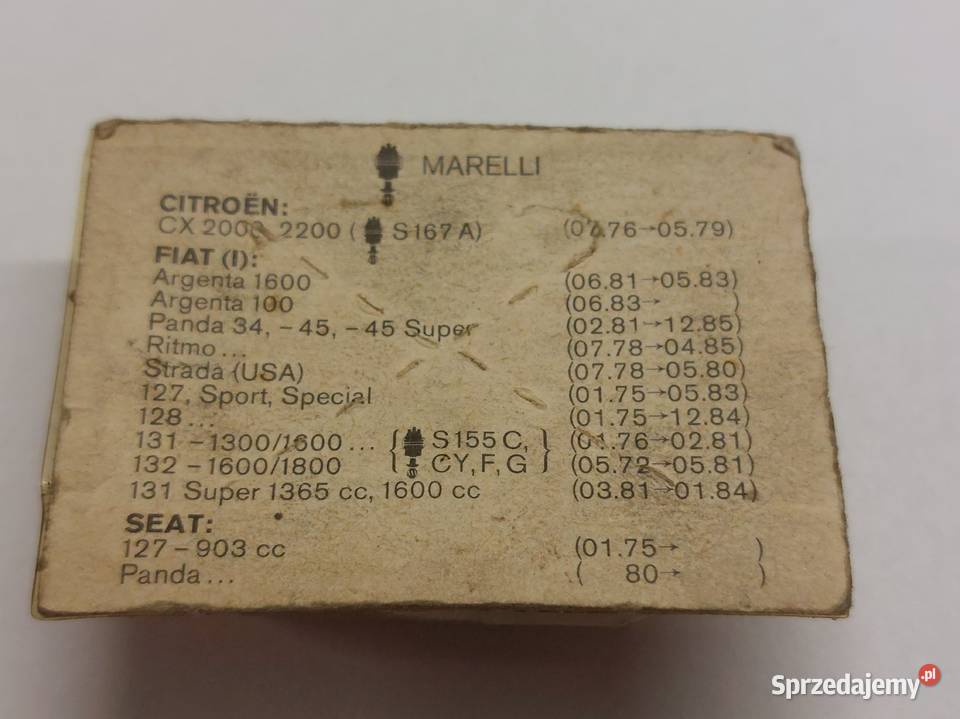 MARELLI
CITROËN:
CX 2000, 2200 ( S167A) (07.76→05.79)
FIAT (I):
Argenta 1600 (06.81→05.83)
Argenta 100 (06.83→ )
Panda 34, -45, -45 Super (02.81→12.85)
Ritmo ... (07.78→04.85)
Strada (USA) (07.78→05.80)
127, Sport, Special (01.75→05.83)
128 ... (01.75→12.84)
131 -1300/1600 ... { S155C, } (01.76→02.81)
132 -1600/1800 { CY, F, G } (05.72→05.81)
131 Super 1365 cc, 1600 cc (03.81→01.84)
SEAT:
127 - 903 cc (01.75→ )
Panda ... ( 80→ )
Sprzedajemy.pl